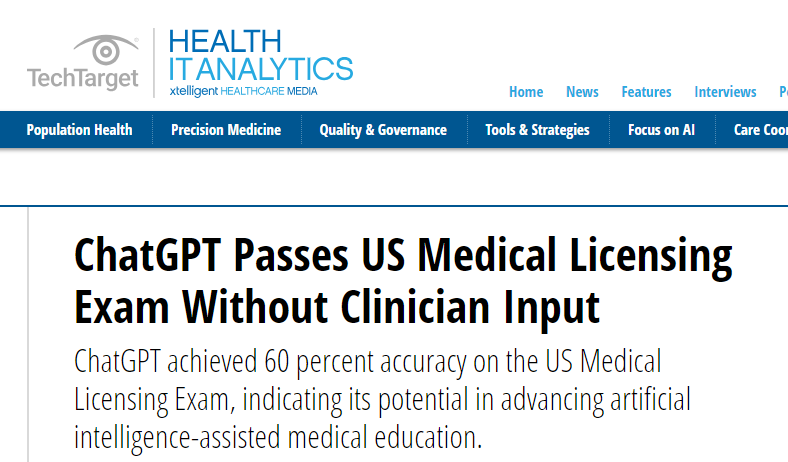 TechTarget
HEALTH
IT ANALYTICS
xtelligent HEALTHCARE MEDIA
Home News Features Interviews
Population Health Precision Medicine Quality & Governance Tools & Strategies Focus on AI Care Coor
ChatGPT Passes US Medical Licensing
Exam Without Clinician Input
ChatGPT achieved 60 percent accuracy on the US Medical
Licensing Exam, indicating its potential in advancing artificial
intelligence-assisted medical education.